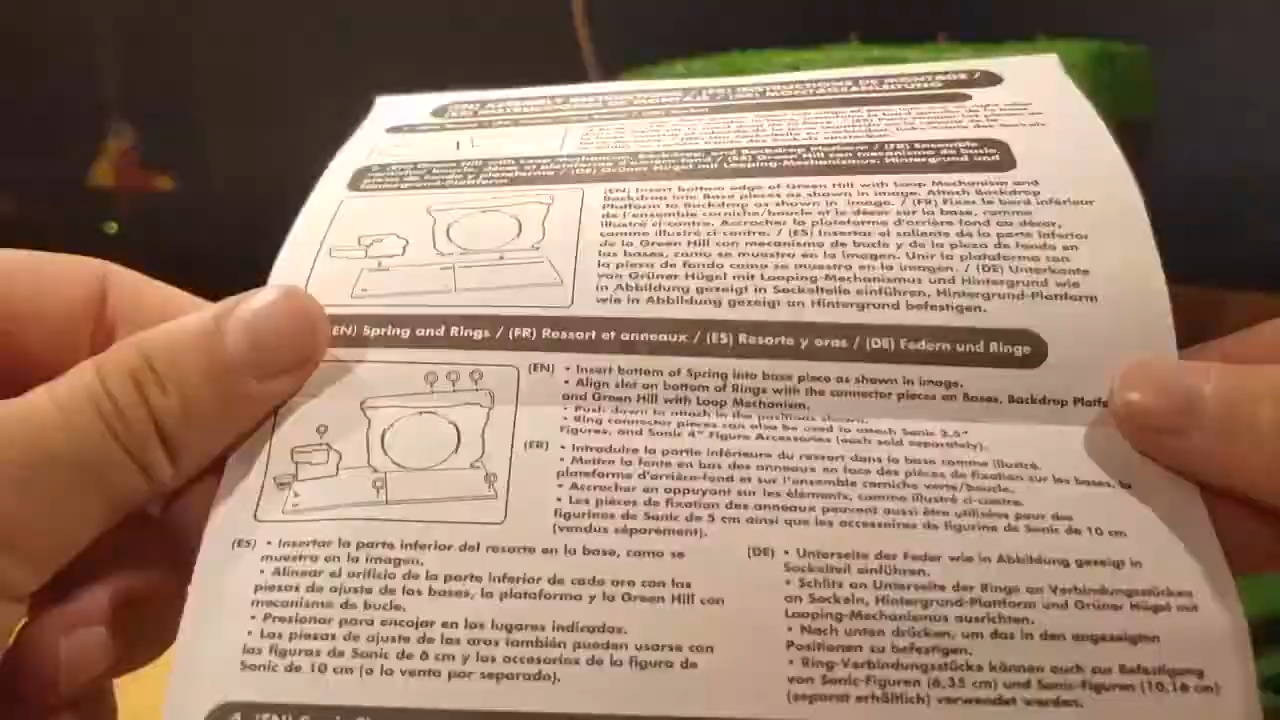 (EN) ASSEMBLY INSTRUCTIONS / (FR) INSTRUCTIONS DE MONTAGE /
(ES) INSTRUCCIONES DE MONTAJE / (DE) MONTAGEANLEITUNG
Green Hill with Loop Mechanism, Backdrop, and Backdrop Platform / (FR) Ensemble
/ (ES) Green Hill con mecanismo de bucle,
/ (DE) Grüner Hügel mit Looping-Mechanismus, Hintergrund und
Hintergrund-Plattform
(EN) Insert bottom edge of Green Hill with Loop Mechanism and
Backdrop into Base pieces as shown in image. Attach Backdrop
Platform to Backdrop as shown in image. / (FR) Fixez le bord inférieur
de l'ensemble corniche/boucle et le décor sur la base, comme
illustré ci-contre. Accrocher la plateforme d'arrière fond au décor,
comme illustré ci-contre. / (ES) Insertar el saliente de la parte inferior
de la Green Hill con mecanismo de bucle y de la pieza de fondo en
las bases, como se muestra en la imagen. Unir la plataforma con
la pieza de fondo como se muestra en la imagen. / (DE) Unterkante
von Grüner Hügel mit Looping-Mechanismus und Hintergrund wie
in Abbildung gezeigt in Sockelteile einführen, Hintergrund-Plattform
wie in Abbildung gezeigt an Hintergrund befestigen.
(EN) Spring and Rings / (FR) Ressort et anneaux / (ES) Resorte y aros / (DE) Federn und Ringe
(EN) • Insert bottom of Spring into base piece as shown in image.
• Align slot on bottom of Rings with the connector pieces on Bases, Backdrop Platfo
and Green Hill with Loop Mechanism.
• Push down to attach in the positions shown.
• Ring connector pieces can also be used to attach Sonic 2.5"
Figures, and Sonic 4" Figure Accessories (each sold separately).
(FR) • Introduire la partie inférieure du ressort dans la base comme illustré.
• Mettre la fente en bas des anneaux en face des pièces de fixation sur les bases, la
plateforme d'arrière-fond et sur l'ensemble corniche verte/boucle.
• Accrocher en appuyant sur les éléments, comme illustré ci-contre.
• Les pièces de fixation des anneaux peuvent aussi être utilisées pour des
figurines de Sonic de 5 cm ainsi que les accessoires de figurine de Sonic de 10 cm
(vendus séparément).
(ES) • Insertar la parte inferior del resorte en la base, como se
muestra en la imagen.
• Alinear el orificio de la parte inferior de cada aro con las
piezas de ajuste de las bases, la plataforma y la Green Hill con
mecanismo de bucle.
• Presionar para encajar en los lugares indicados.
• Las piezas de ajuste de los aros también pueden usarse con
las figuras de Sonic de 6 cm y los accesorios de la figura de
Sonic de 10 cm (a la venta por separado).
(DE) • Unterseite der Feder wie in Abbildung gezeigt in
Sockelteil einführen.
• Schlitz an Unterseite der Ringe an Verbindungsstücken
an Sockeln, Hintergrund-Plattform und Grüner Hügel mit
Looping-Mechanismus ausrichten.
• Nach unten drücken, um das in den angezeigten
Positionen zu befestigen.
• Ring-Verbindungsstücke können auch zur Befestigung
von Sonic-Figuren (6,35 cm) und Sonic-Figuren (10,16 cm)
(separat erhältlich) verwendet werden.